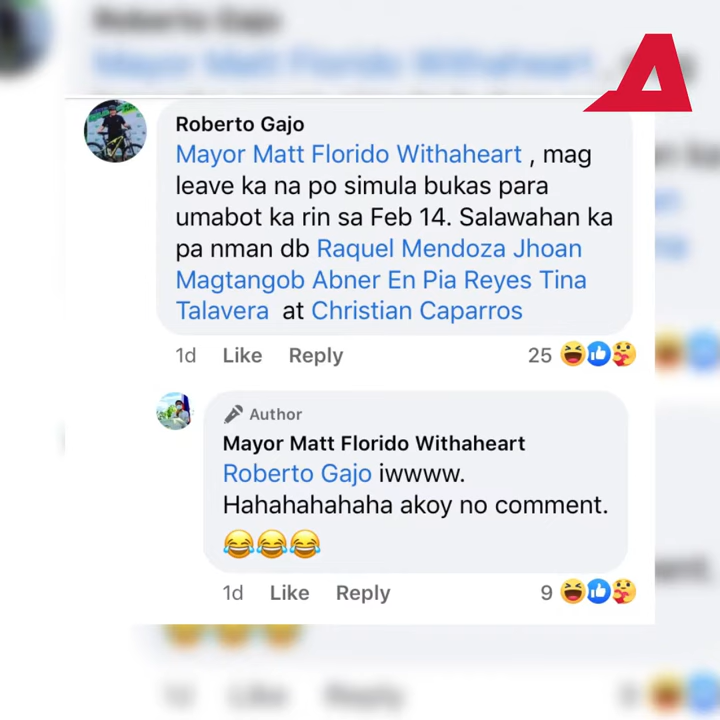 Roberto Gajo
Mayor Matt Florido Withaheart , mag
leave ka na po simula bukas para
umabot ka rin sa Feb 14. Salawahan ka
pa nman db Raquel Mendoza Jhoan
Magtangob Abner En Pia Reyes Tina
Talavera at Christian Caparros
1d Like Reply 25
Author
Mayor Matt Florido Withaheart
Roberto Gajo iwwww.
Hahahahahaha akoy no comment.
😂😂😂
1d Like Reply 9